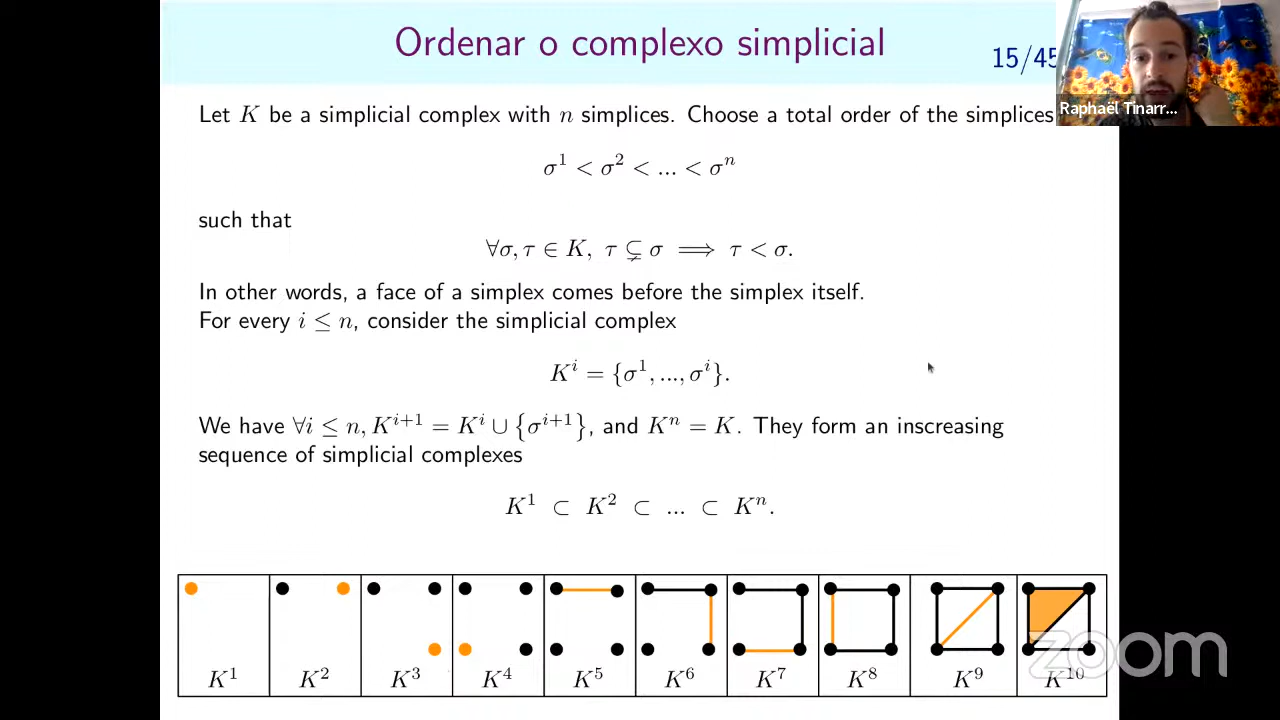 Ordenar o complexo simplicial
15/45
Raphaël Tinarr...
Let K be a simplicial complex with n simplices. Choose a total order of the simplices
σ¹ < σ² < ... < σⁿ
such that
∀σ, τ ∈ K, τ ⊊ σ ⟹ τ < σ.
In other words, a face of a simplex comes before the simplex itself.
For every i ≤ n, consider the simplicial complex
Kⁱ = {σ¹, ..., σⁱ}.
We have ∀i ≤ n, Kⁱ⁺¹ = Kⁱ ∪ {σⁱ⁺¹}, and Kⁿ = K. They form an inscreasing
sequence of simplicial complexes
K¹ ⊂ K² ⊂ ... ⊂ Kⁿ.
K¹ K² K³ K⁴ K⁵ K⁶ K⁷ K⁸ K⁹ K¹⁰
zoom